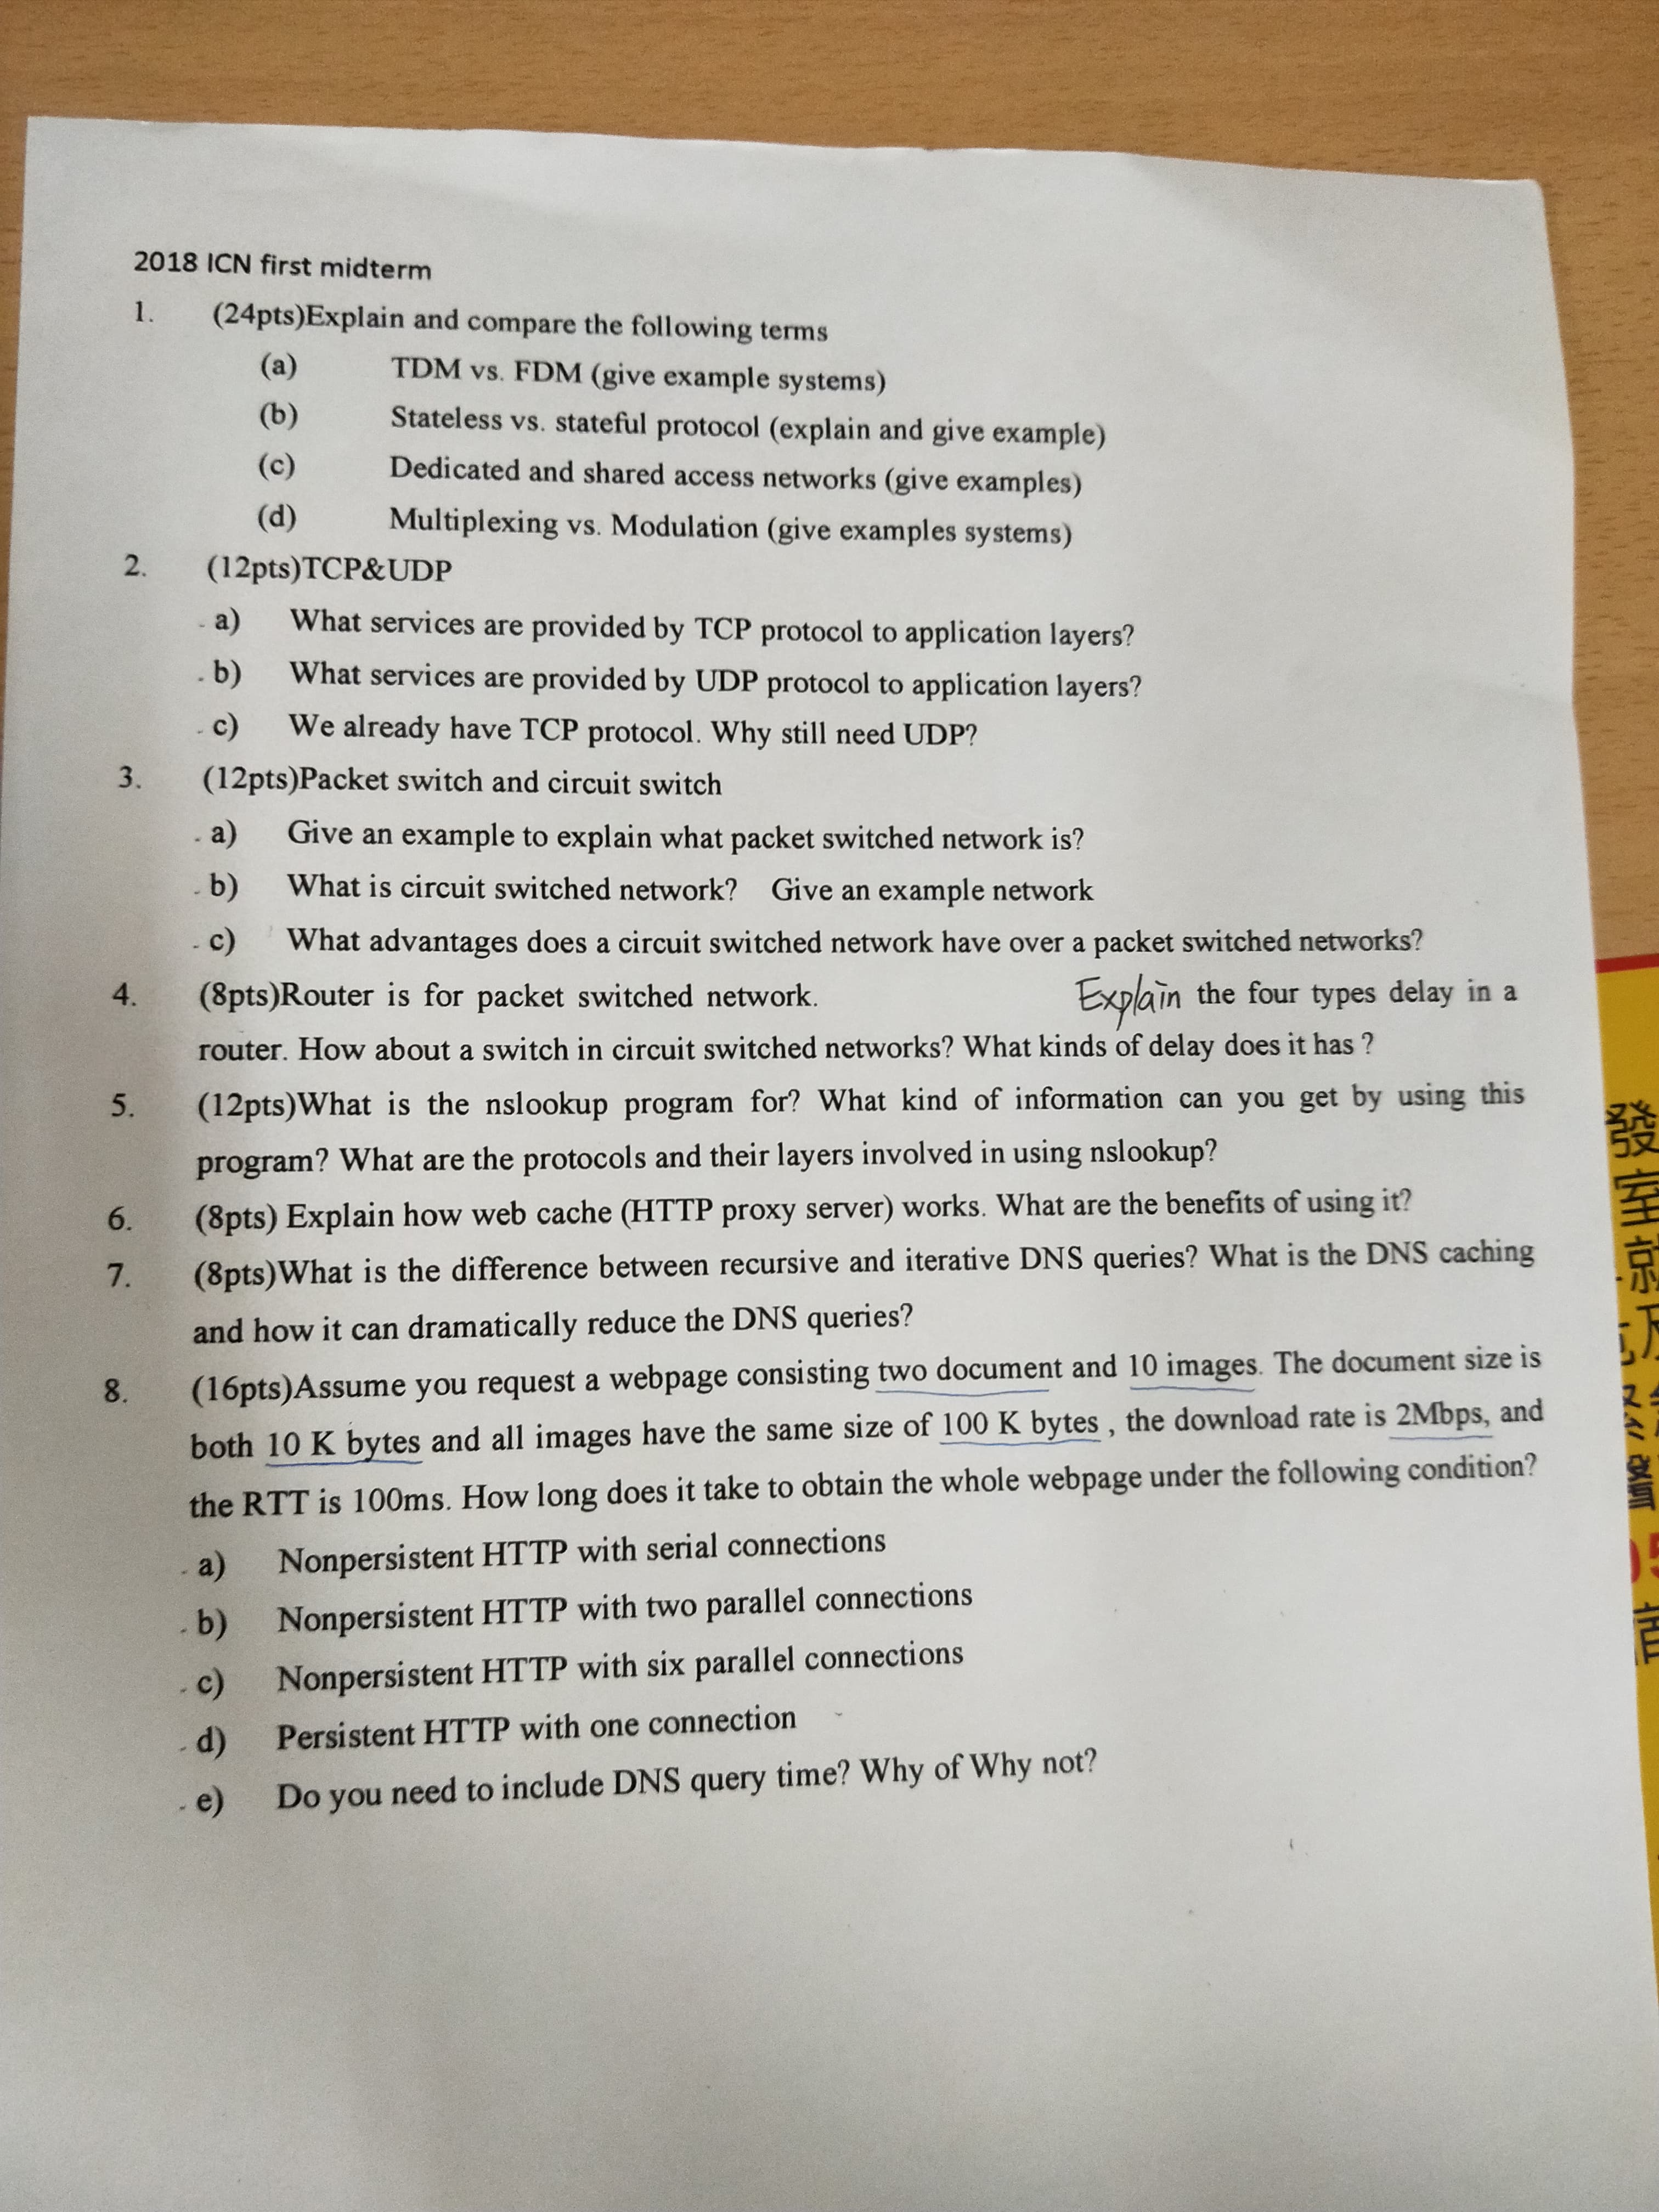 2018 ICN first midterm
1. (24pts)Explain and compare the following terms
(a) TDM vs. FDM (give example systems)
(b) Stateless vs. stateful protocol (explain and give example)
(c) Dedicated and shared access networks (give examples)
(d) Multiplexing vs. Modulation (give examples systems)
2. (12pts)TCP&UDP
a) What services are provided by TCP protocol to application layers?
b) What services are provided by UDP protocol to application layers?
c) We already have TCP protocol. Why still need UDP?
3. (12pts)Packet switch and circuit switch
a) Give an example to explain what packet switched network is?
b) What is circuit switched network? Give an example network
c) What advantages does a circuit switched network have over a packet switched networks?
4. (8pts)Router is for packet switched network. Explain the four types delay in a
router. How about a switch in circuit switched networks? What kinds of delay does it has ?
5. (12pts)What is the nslookup program for? What kind of information can you get by using this
program? What are the protocols and their layers involved in using nslookup?
6. (8pts) Explain how web cache (HTTP proxy server) works. What are the benefits of using it?
7. (8pts)What is the difference between recursive and iterative DNS queries? What is the DNS caching
and how it can dramatically reduce the DNS queries?
8. (16pts)Assume you request a webpage consisting two document and 10 images. The document size is
both 10 K bytes and all images have the same size of 100 K bytes , the download rate is 2Mbps, and
the RTT is 100ms. How long does it take to obtain the whole webpage under the following condition?
a) Nonpersistent HTTP with serial connections
b) Nonpersistent HTTP with two parallel connections
c) Nonpersistent HTTP with six parallel connections
d) Persistent HTTP with one connection
e) Do you need to include DNS query time? Why of Why not?